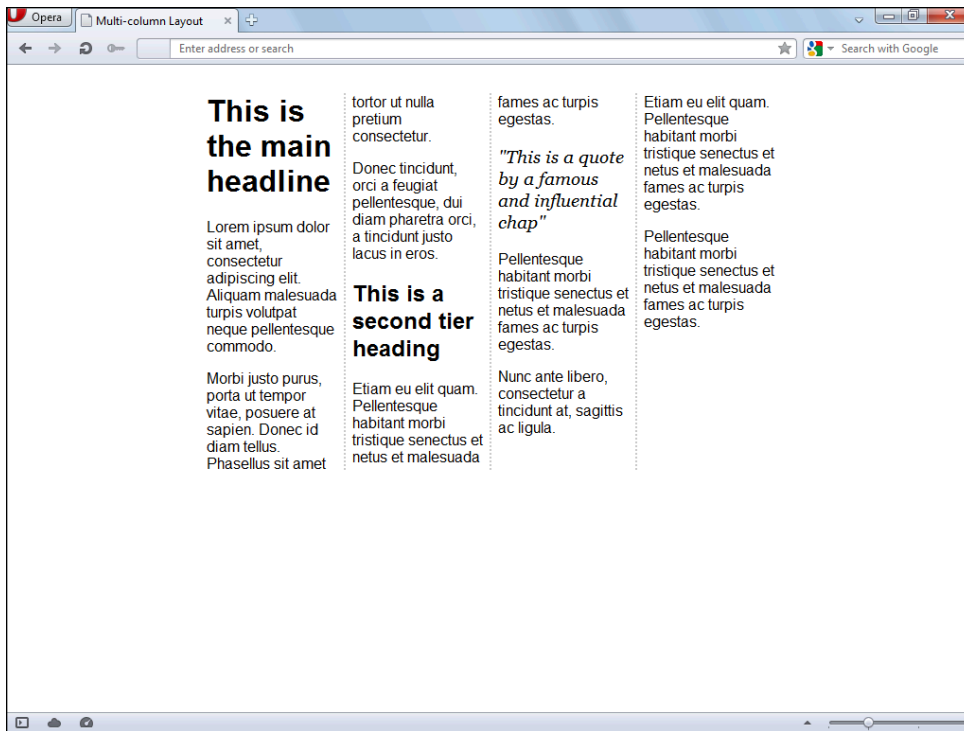 Opera
Multi-column Layout
Enter address or search
Search with Google
This is
the main
headline
Lorem ipsum dolor
sit amet,
consectetur
adipiscing elit.
Aliquam malesuada
turpis volutpat
neque pellentesque
commodo.
Morbi justo purus,
porta ut tempor
vitae, posuere at
sapien. Donec id
diam tellus.
Phasellus sit amet
tortor ut nulla
pretium
consectetur.
Donec tincidunt,
orci a feugiat
pellentesque, dui
diam pharetra orci,
a tincidunt justo
lacus in eros.
This is a
second tier
heading
Etiam eu elit quam.
Pellentesque
habitant morbi
tristique senectus et
netus et malesuada
fames ac turpis
egestas.
"This is a quote
by a famous
and influential
chap"
Pellentesque
habitant morbi
tristique senectus et
netus et malesuada
fames ac turpis
egestas.
Nunc ante libero,
consectetur a
tincidunt at, sagittis
ac ligula.
Etiam eu elit quam.
Pellentesque
habitant morbi
tristique senectus et
netus et malesuada
fames ac turpis
egestas.
Pellentesque
habitant morbi
tristique senectus et
netus et malesuada
fames ac turpis
egestas.